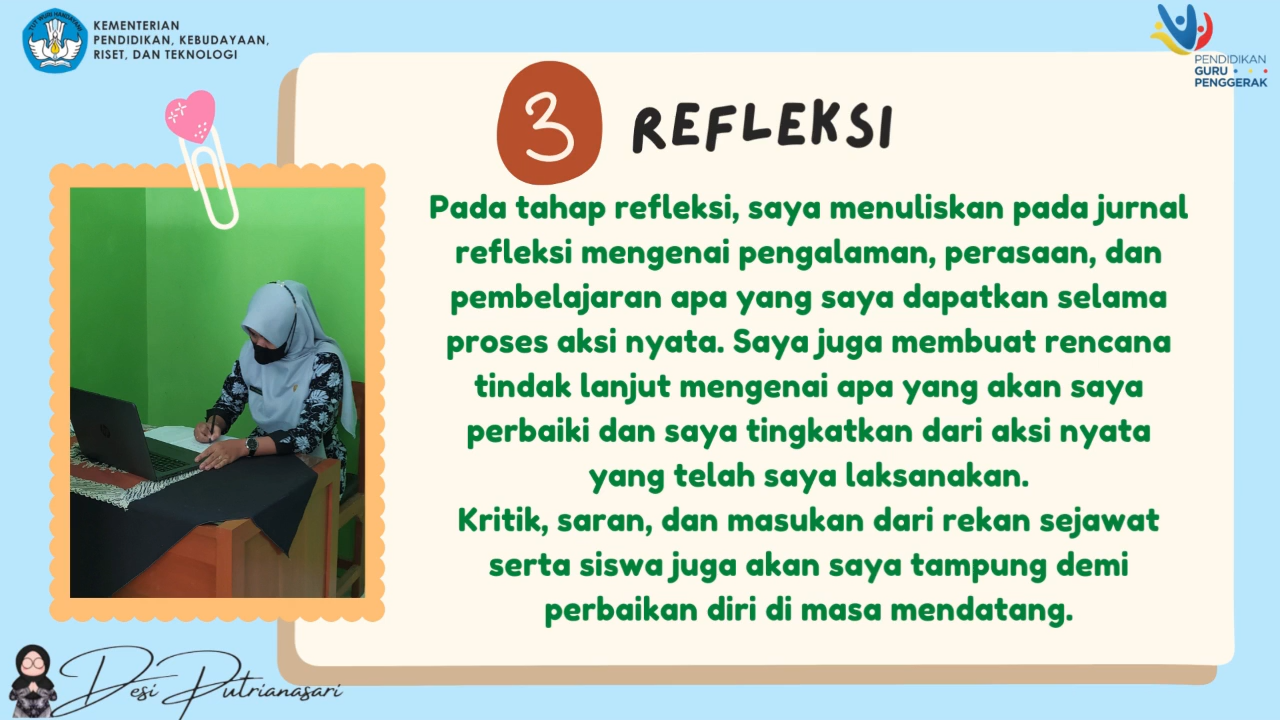 KEMENTERIAN
PENDIDIKAN, KEBUDAYAAN,
RISET, DAN TEKNOLOGI
PENDIDIKAN
GURU
PENGGERAK
3 REFLEKSI
Pada tahap refleksi, saya menuliskan pada jurnal
refleksi mengenai pengalaman, perasaan, dan
pembelajaran apa yang saya dapatkan selama
proses aksi nyata. Saya juga membuat rencana
tindak lanjut mengenai apa yang akan saya
perbaiki dan saya tingkatkan dari aksi nyata
yang telah saya laksanakan.
Kritik, saran, dan masukan dari rekan sejawat
serta siswa juga akan saya tampung demi
perbaikan diri di masa mendatang.
Desi Putrianasari